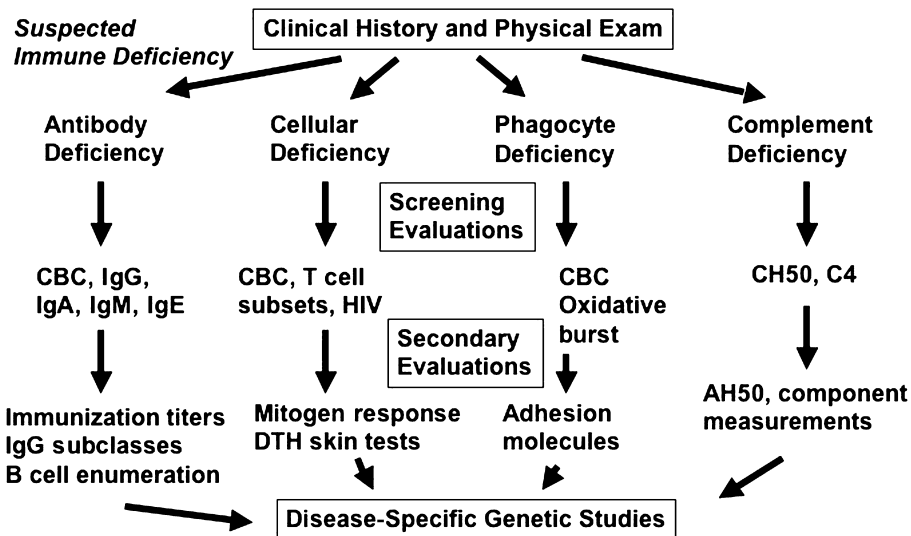 Suspected
Immune Deficiency
Clinical History and Physical Exam
Antibody
Deficiency
Cellular
Deficiency
Phagocyte
Deficiency
Complement
Deficiency
Screening
Evaluations
CBC, IgG,
IgA, IgM, IgE
CBC, T cell
subsets, HIV
CBC
Oxidative
burst
CH50, C4
Secondary
Evaluations
Immunization titers
IgG subclasses
B cell enumeration
Mitogen response
DTH skin tests
Adhesion
molecules
AH50, component
measurements
Disease-Specific Genetic Studies